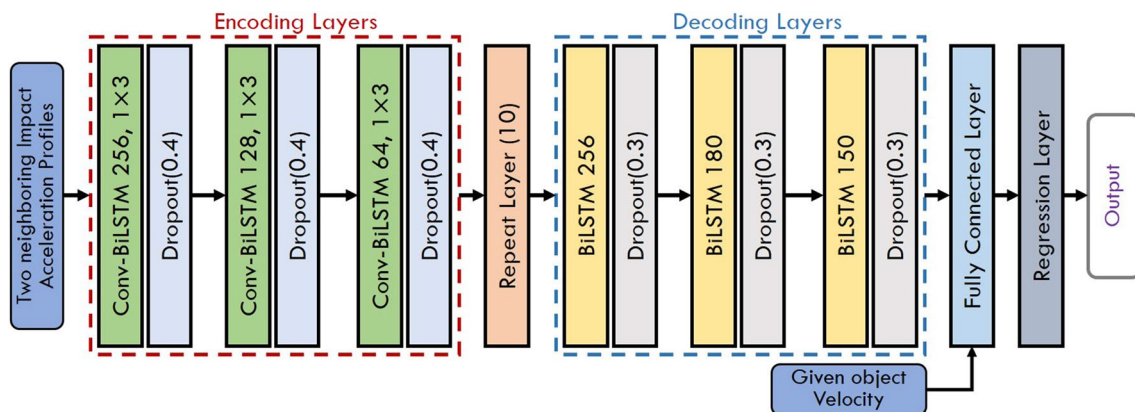 Encoding Layers
Decoding Layers
Two neighboring Impact
Acceleration Profiles
Conv-BiLSTM 256, 1×3
Dropout(0.4)
Conv-BiLSTM 128, 1×3
Dropout(0.4)
Conv-BiLSTM 64, 1×3
Dropout(0.4)
Repeat Layer (10)
BiLSTM 256
Dropout(0.3)
BiLSTM 180
Dropout(0.3)
BiLSTM 150
Dropout(0.3)
Fully Connected Layer
Regression Layer
Output
Given object
Velocity